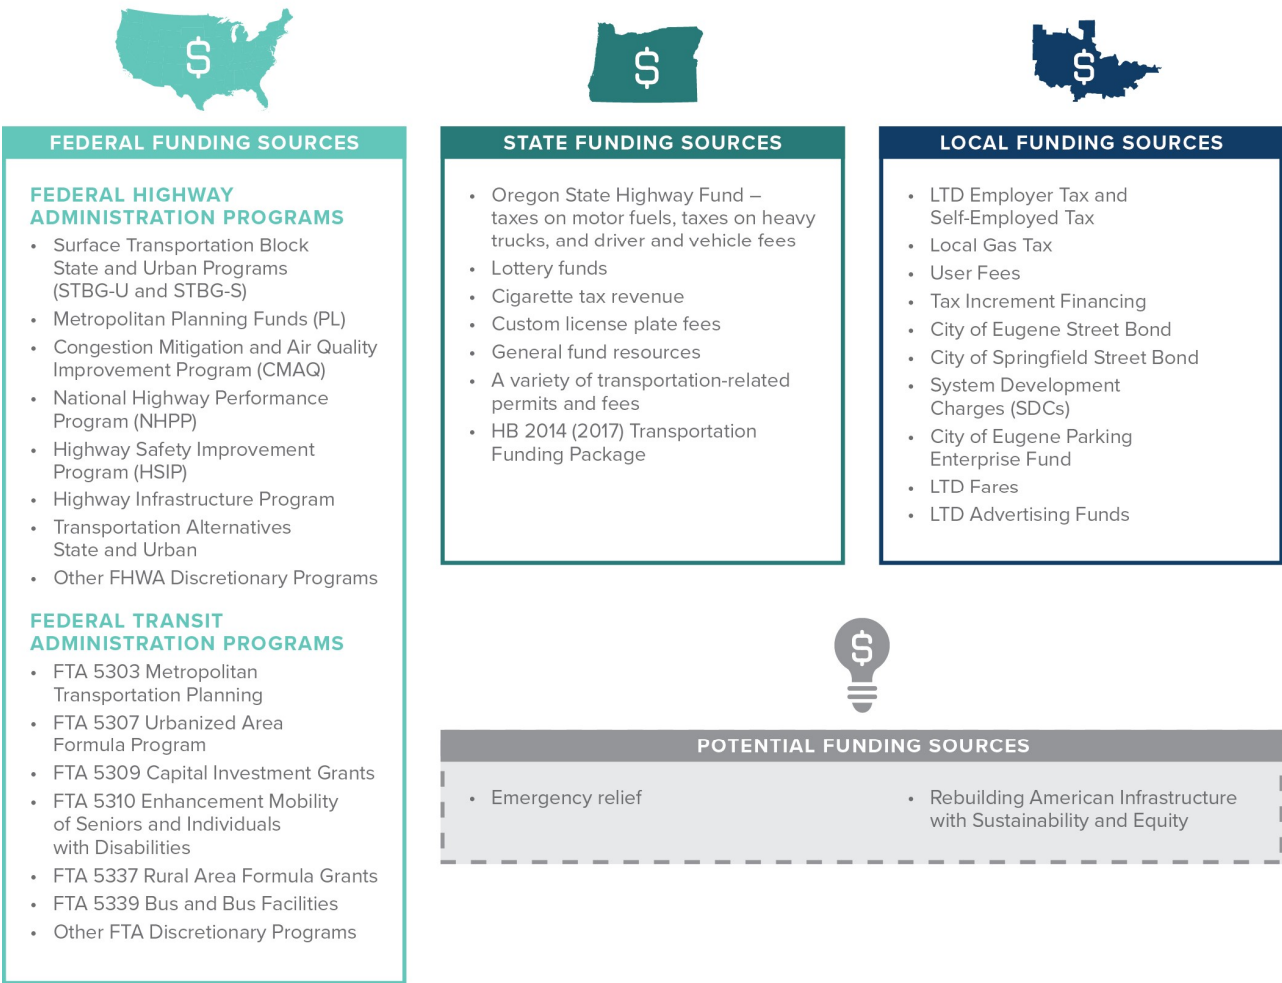 $
$
$
FEDERAL FUNDING SOURCES
FEDERAL HIGHWAY
ADMINISTRATION PROGRAMS
• Surface Transportation Block
State and Urban Programs
(STBG-U and STBG-S)
• Metropolitan Planning Funds (PL)
• Congestion Mitigation and Air Quality
Improvement Program (CMAQ)
• National Highway Performance
Program (NHPP)
• Highway Safety Improvement
Program (HSIP)
• Highway Infrastructure Program
• Transportation Alternatives
State and Urban
• Other FHWA Discretionary Programs
FEDERAL TRANSIT
ADMINISTRATION PROGRAMS
• FTA 5303 Metropolitan
Transportation Planning
• FTA 5307 Urbanized Area
Formula Program
• FTA 5309 Capital Investment Grants
• FTA 5310 Enhancement Mobility
of Seniors and Individuals
with Disabilities
• FTA 5337 Rural Area Formula Grants
• FTA 5339 Bus and Bus Facilities
• Other FTA Discretionary Programs
STATE FUNDING SOURCES
• Oregon State Highway Fund –
taxes on motor fuels, taxes on heavy
trucks, and driver and vehicle fees
• Lottery funds
• Cigarette tax revenue
• Custom license plate fees
• General fund resources
• A variety of transportation-related
permits and fees
• HB 2014 (2017) Transportation
Funding Package
LOCAL FUNDING SOURCES
• LTD Employer Tax and
Self-Employed Tax
• Local Gas Tax
• User Fees
• Tax Increment Financing
• City of Eugene Street Bond
• City of Springfield Street Bond
• System Development
Charges (SDCs)
• City of Eugene Parking
Enterprise Fund
• LTD Fares
• LTD Advertising Funds
$
POTENTIAL FUNDING SOURCES
• Emergency relief
• Rebuilding American Infrastructure
with Sustainability and Equity